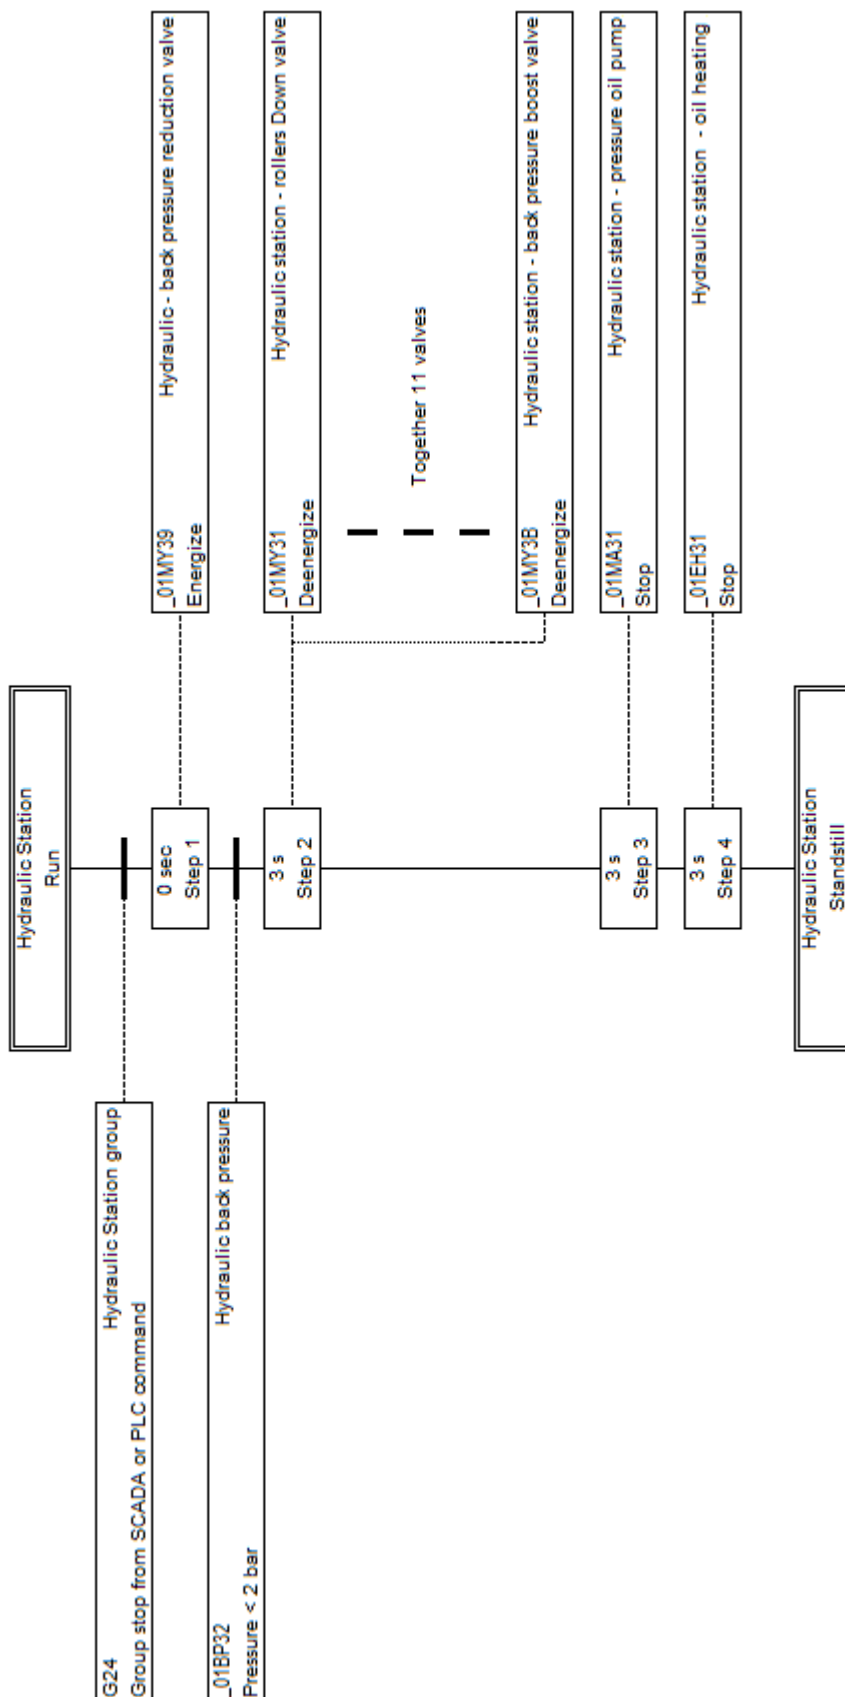 Hydraulic Station
Run
G24 Hydraulic Station group
Group stop from SCADA or PLC command
0 sec
Step 1
_01MY39 Hydraulic - back pressure reduction valve
Energize
_01BP32 Hydraulic back pressure
Pressure < 2 bar
3 s
Step 2
_01MY31 Hydraulic station - rollers Down valve
Deenergize
Together 11 valves
_01MY3B Hydraulic station - back pressure boost valve
Deenergize
3 s
Step 3
_01MA31 Hydraulic station - pressure oil pump
Stop
3 s
Step 4
_01EH31 Hydraulic station - oil heating
Stop
Hydraulic Station
Standstill